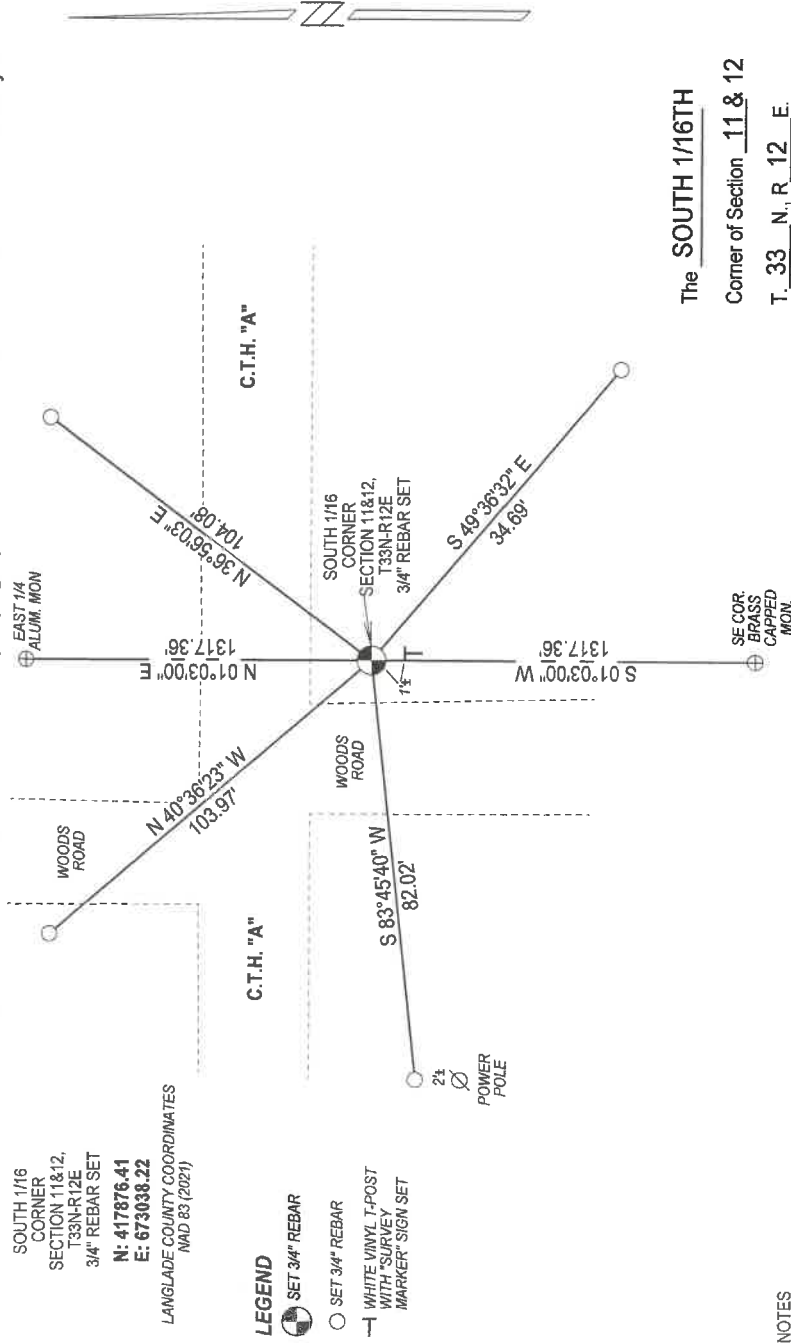 SOUTH 1/16
CORNER
SECTION 11&12,
T33N-R12E
3/4" REBAR SET
N: 417876.41
E: 673038.22
LANGLADE COUNTY COORDINATES
NAD 83 (2021)
LEGEND
SET 3/4" REBAR
SET 3/4" REBAR
WHITE VINYL T-POST
WITH "SURVEY
MARKER" SIGN SET
NOTES
EAST 1/4
ALUM. MON
WOODS
ROAD
N 40°36'23" W
103.97'
N 01°03'00" E
1317.36'
N 36°56'03" E
104.08'
C.T.H. "A"
C.T.H. "A"
WOODS
ROAD
SOUTH 1/16
CORNER
SECTION 11&12,
T33N-R12E
3/4" REBAR SET
1'±
S 83°45'40" W
82.02'
2'±
POWER
POLE
S 49°36'32" E
34.69'
S 01°03'00" W
1317.36'
SE COR.
BRASS
CAPPED
MON.
The SOUTH 1/16TH
Corner of Section 11 & 12
T. 33 N., R 12 E.